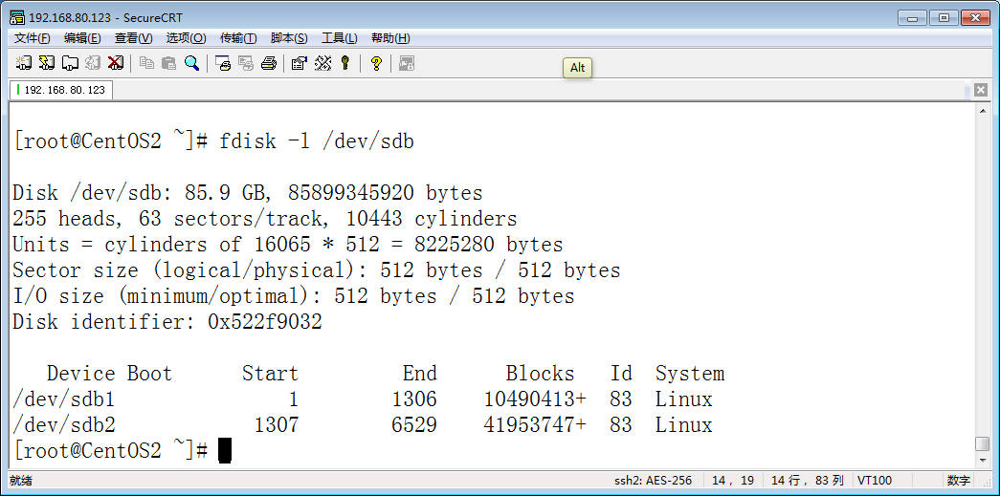 192.168.80.123 - SecureCRT
文件(F) 编辑(E) 查看(V) 选项(O) 传输(T) 脚本(S) 工具(L) 帮助(H)
Alt
192.168.80.123
[root@CentOS2 ~]# fdisk -l /dev/sdb
Disk /dev/sdb: 85.9 GB, 85899345920 bytes
255 heads, 63 sectors/track, 10443 cylinders
Units = cylinders of 16065 * 512 = 8225280 bytes
Sector size (logical/physical): 512 bytes / 512 bytes
I/O size (minimum/optimal): 512 bytes / 512 bytes
Disk identifier: 0x522f9032
Device Boot Start End Blocks Id System
/dev/sdb1 1 1306 10490413+ 83 Linux
/dev/sdb2 1307 6529 41953747+ 83 Linux
[root@CentOS2 ~]#
就绪 ssh2: AES-256 14, 19 14 行, 83 列 VT100 数字